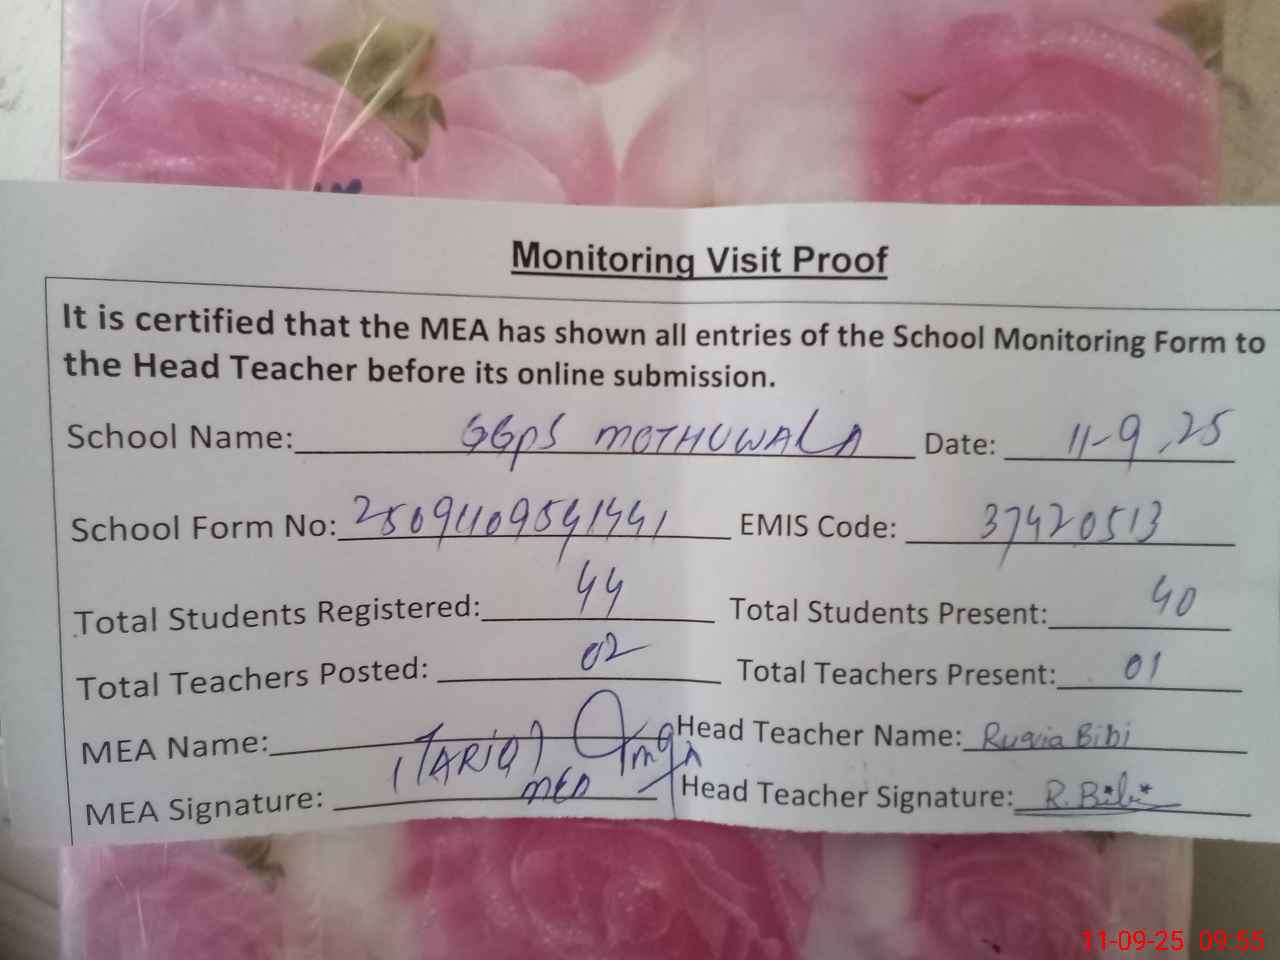 Monitoring Visit Proof
It is certified that the MEA has shown all entries of the School Monitoring Form to
the Head Teacher before its online submission.
School Name: GGPS MOTHUWALA Date: 11-9,25
School Form No: 25091109591441 EMIS Code: 37420513
Total Students Registered: 44 Total Students Present: 40
Total Teachers Posted: 02 Total Teachers Present: 01
MEA Name: (TARIQ) Head Teacher Name: Ruqia Bibi
MEA Signature: Head Teacher Signature: R. Bibi
11-09-25 09:55